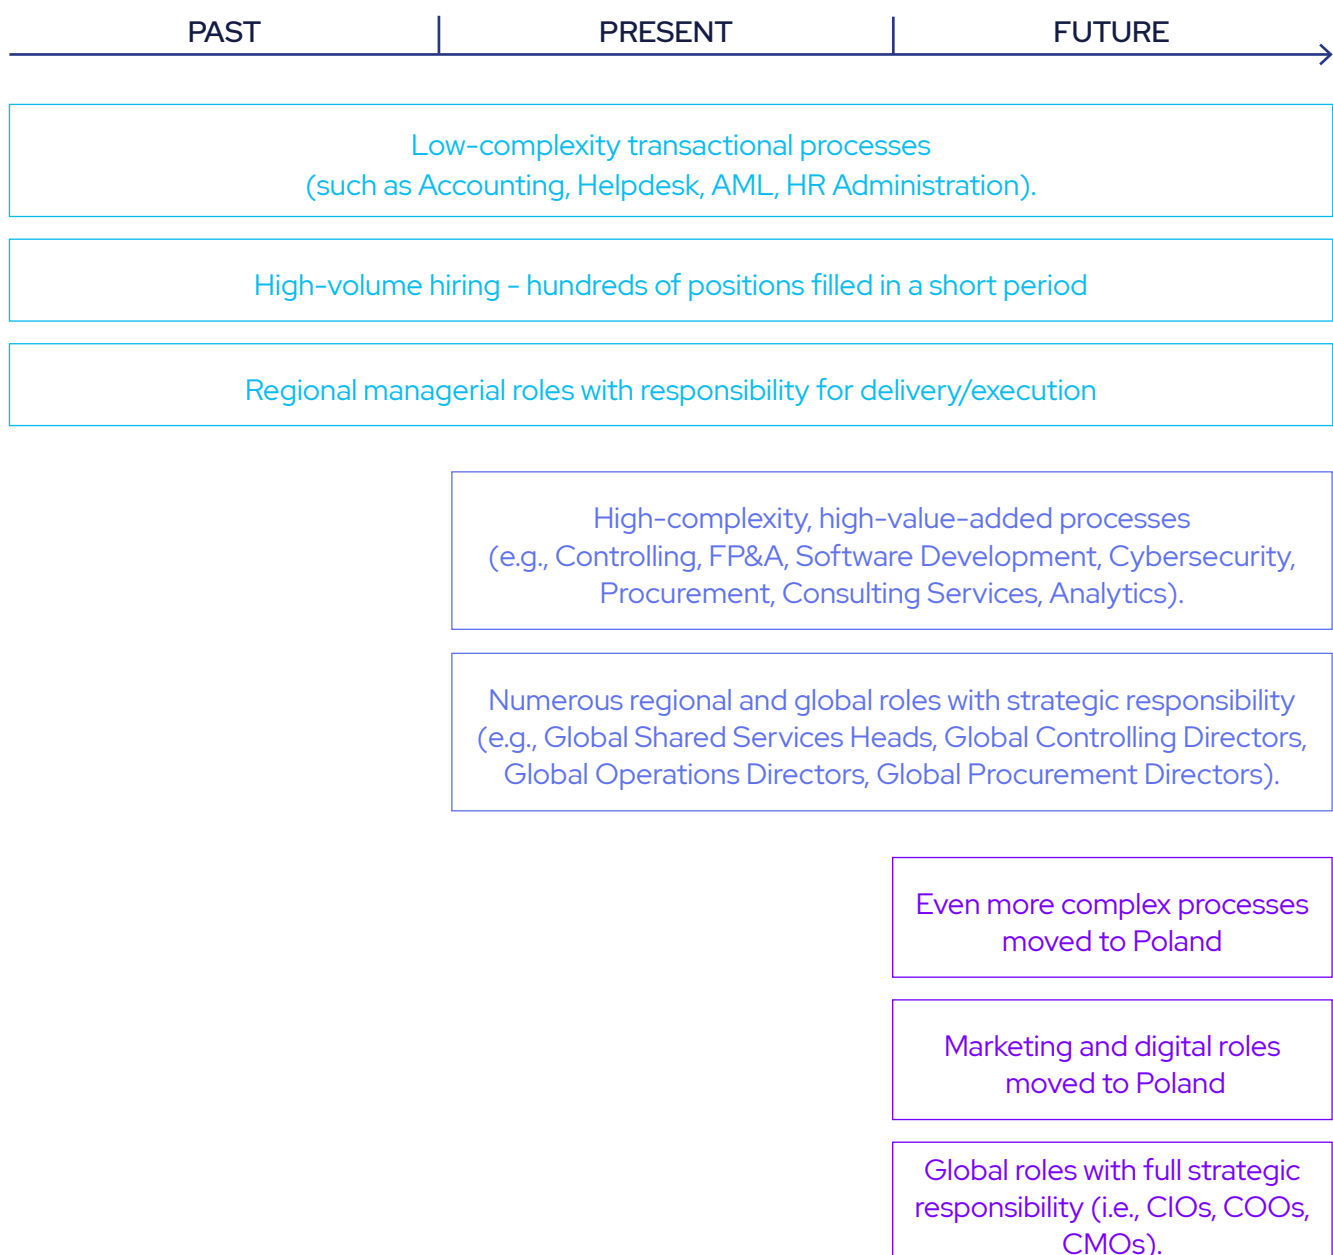 PAST
PRESENT
FUTURE
Low-complexity transactional processes
(such as Accounting, Helpdesk, AML, HR Administration).
High-volume hiring - hundreds of positions filled in a short period
Regional managerial roles with responsibility for delivery/execution
High-complexity, high-value-added processes
(e.g., Controlling, FP&A, Software Development, Cybersecurity,
Procurement, Consulting Services, Analytics).
Numerous regional and global roles with strategic responsibility
(e.g., Global Shared Services Heads, Global Controlling Directors,
Global Operations Directors, Global Procurement Directors).
Even more complex processes
moved to Poland
Marketing and digital roles
moved to Poland
Global roles with full strategic
responsibility (i.e., CIOs, COOs,
CMOs).